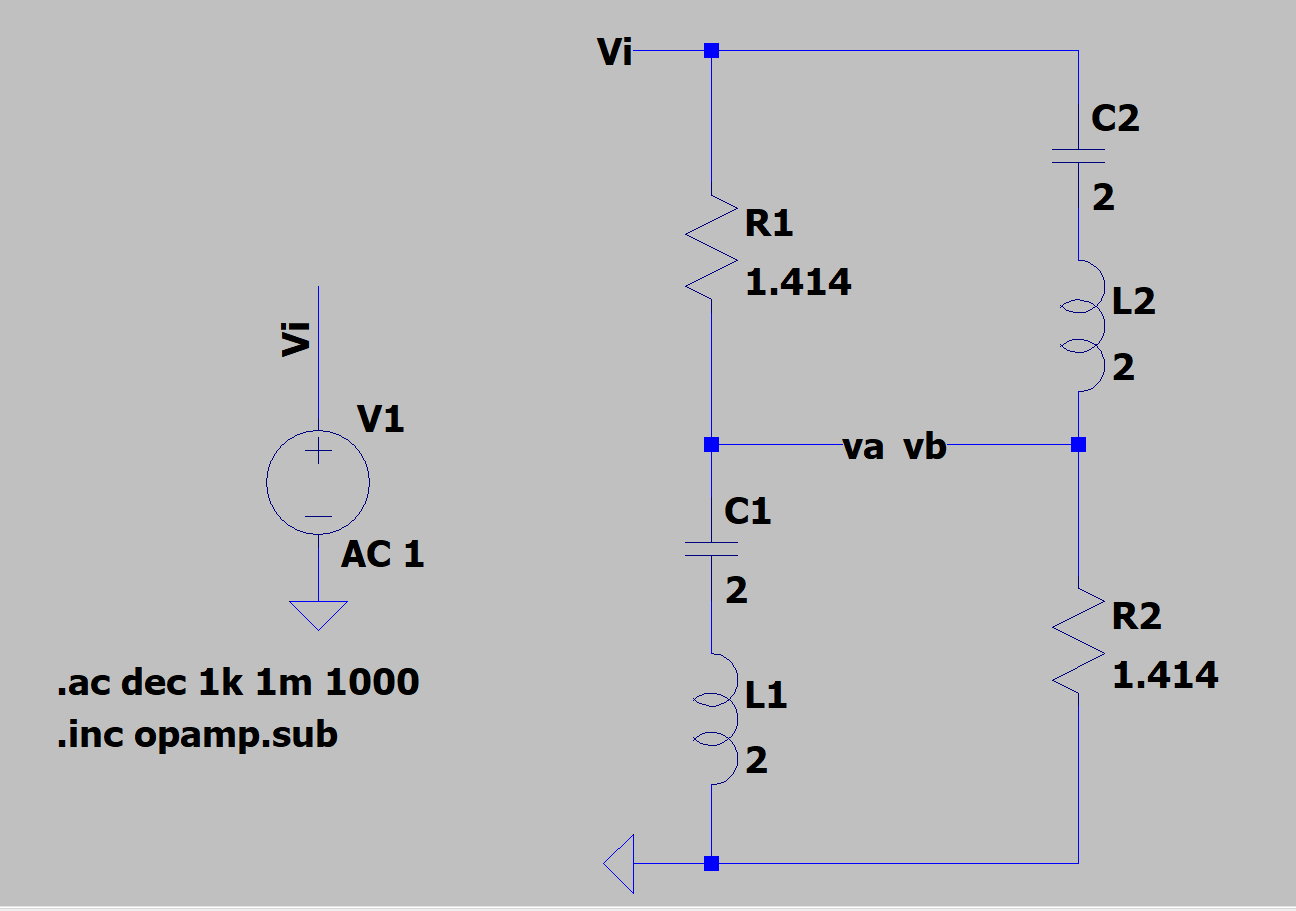 Vi
C2
2
R1
1.414
L2
2
Vi
V1
va vb
C1
2
AC 1
R2
1.414
L1
2
.ac dec 1k 1m 1000
.inc opamp.sub